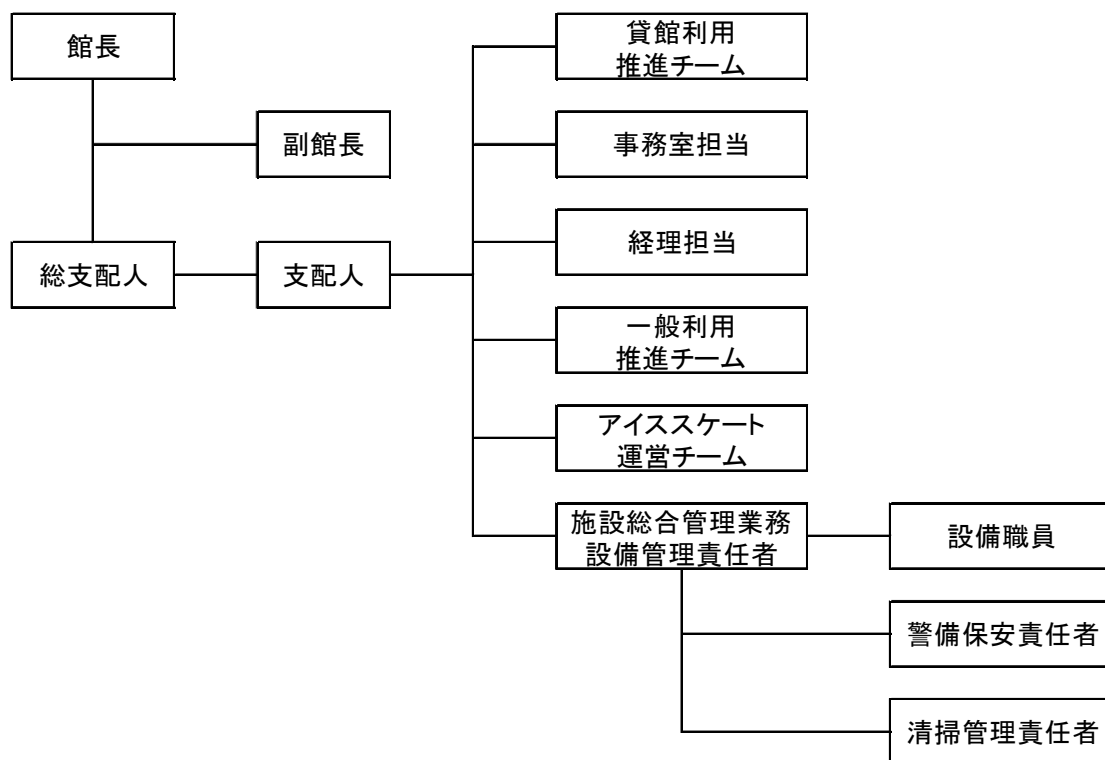 館長
副館長
総支配人
支配人
貸館利用
推進チーム
事務室担当
経理担当
一般利用
推進チーム
アイススケート
運営チーム
施設総合管理業務
設備管理責任者
設備職員
警備保安責任者
清掃管理責任者